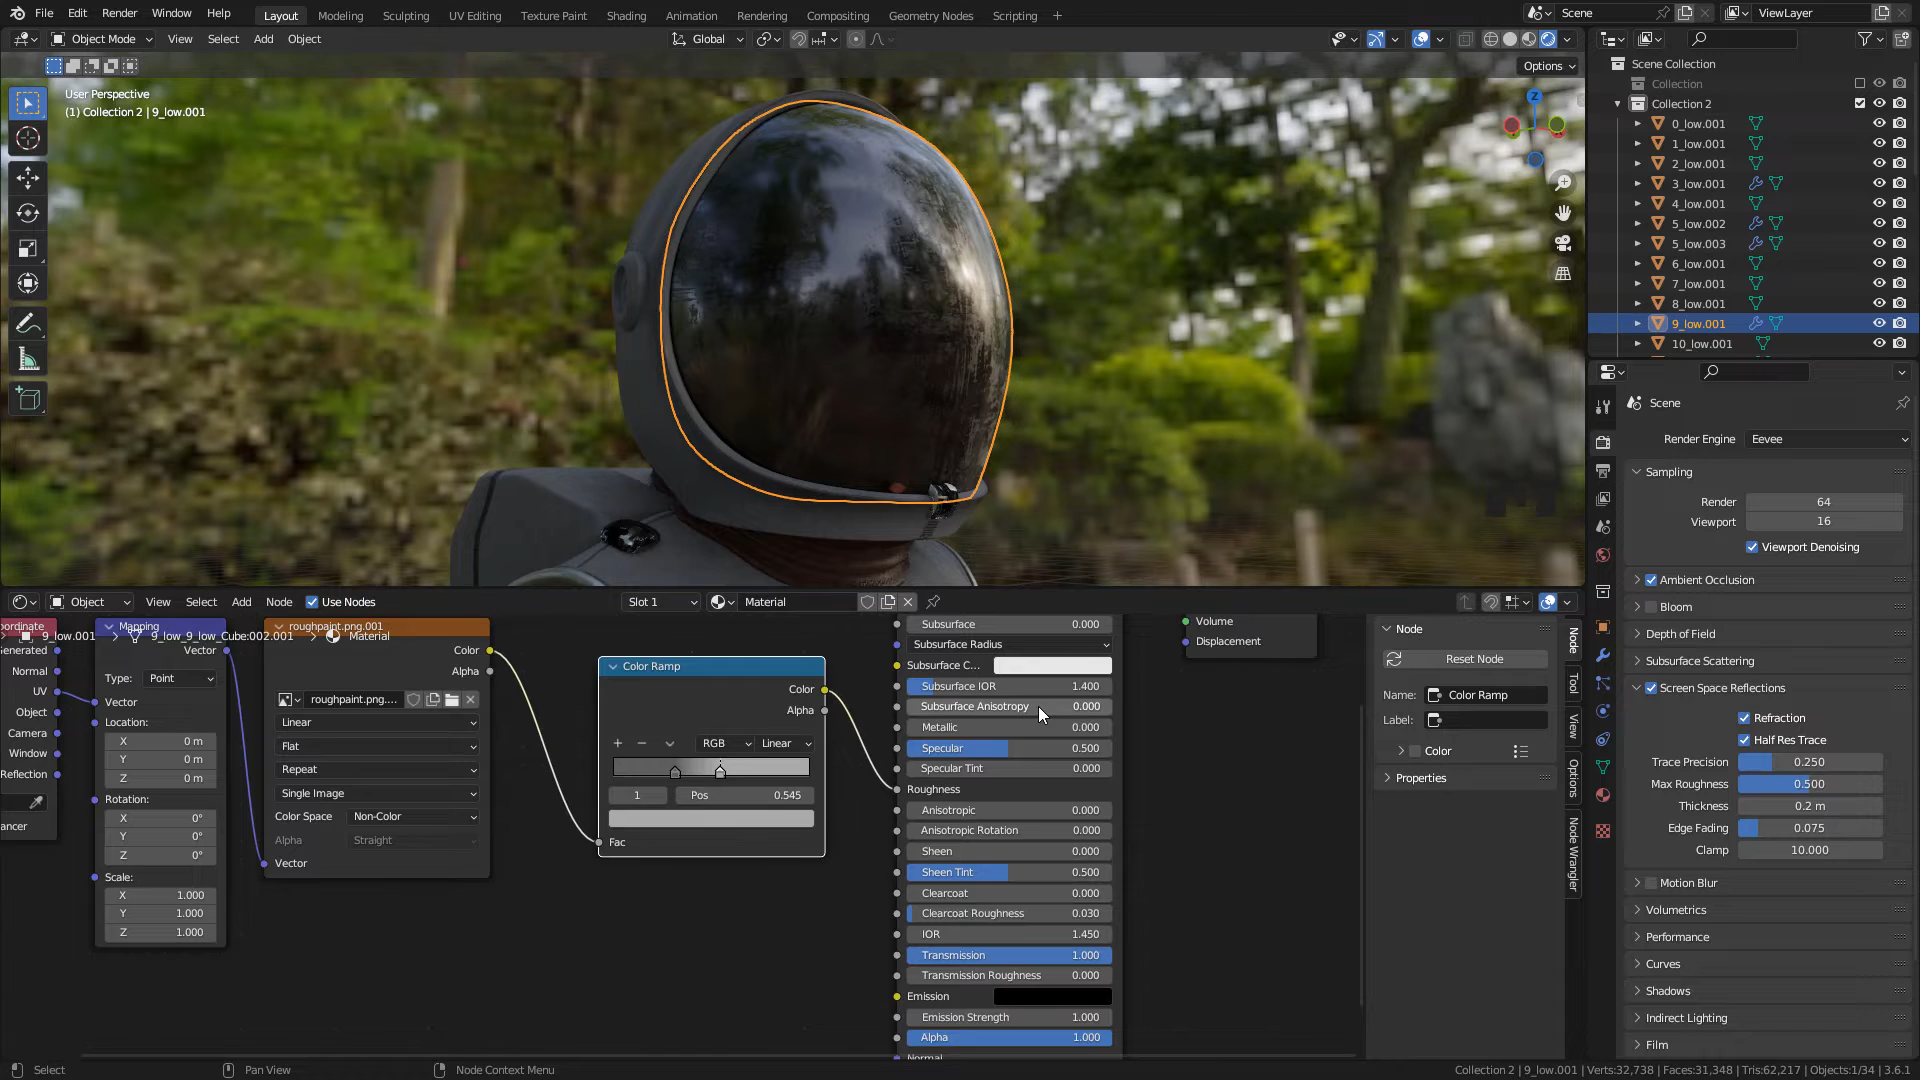 File Edit Render Window Help Layout Modeling Sculpting UV Editing Texture Paint Shading Animation Rendering Compositing Geometry Nodes Scripting Scene ViewLayer
Object Mode View Select Add Object Global
Options
User Perspective
(1) Collection 2 | 9_low.001
Z
Scene Collection
Collection
Collection 2
0_low.001
1_low.001
2_low.001
3_low.001
4_low.001
5_low.002
5_low.003
6_low.001
7_low.001
8_low.001
9_low.001
10_low.001
Scene
Render Engine Eevee
Sampling
Render 64
Viewport 16
Viewport Denoising
Ambient Occlusion
Bloom
Depth of Field
Subsurface Scattering
Screen Space Reflections
Refraction
Half Res Trace
Trace Precision 0.250
Max Roughness 0.500
Thickness 0.2 m
Edge Fading 0.075
Clamp 10.000
Motion Blur
Volumetrics
Performance
Curves
Shadows
Indirect Lighting
Film
Object View Select Add Node Use Nodes Slot 1 Material
oordinate
9_low.001 9_low_9_low_Cube:002.001 Material
Generated
Normal
UV
Object
Camera
Window
Reflection
ancer
Mapping
Vector
Type: Point
Vector
Location:
X 0 m
Y 0 m
Z 0 m
Rotation:
X 0°
Y 0°
Z 0°
Scale:
X 1.000
Y 1.000
Z 1.000
roughpaint.png.001
Color
Alpha
roughpaint.png....
Linear
Flat
Repeat
Single Image
Color Space Non-Color
Alpha Straight
Vector
Color Ramp
Color
Alpha
RGB Linear
1 Pos 0.545
Fac
Subsurface 0.000
Subsurface Radius
Subsurface C...
Subsurface IOR 1.400
Subsurface Anisotropy 0.000
Metallic 0.000
Specular 0.500
Specular Tint 0.000
Roughness
Anisotropic 0.000
Anisotropic Rotation 0.000
Sheen 0.000
Sheen Tint 0.500
Clearcoat 0.000
Clearcoat Roughness 0.030
IOR 1.450
Transmission 1.000
Transmission Roughness 0.000
Emission
Emission Strength 1.000
Alpha 1.000
Normal
Volume
Displacement
Node
Reset Node
Name: Color Ramp
Label:
Color
Properties
Node
Tool
View
Options
Node Wrangler
Select Pan View Node Context Menu Collection 2 | 9_low.001 | Verts:32,738 | Faces:31,348 | Tris:62,217 | Objects:1/34 | 3.6.1